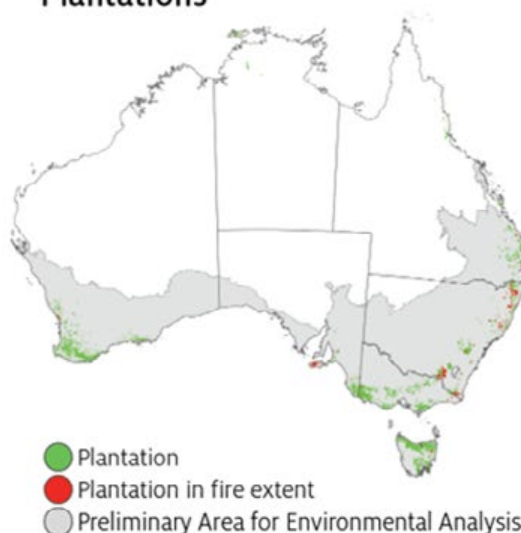 Plantations
Plantation
Plantation in fire extent
Preliminary Area for Environmental Analysis